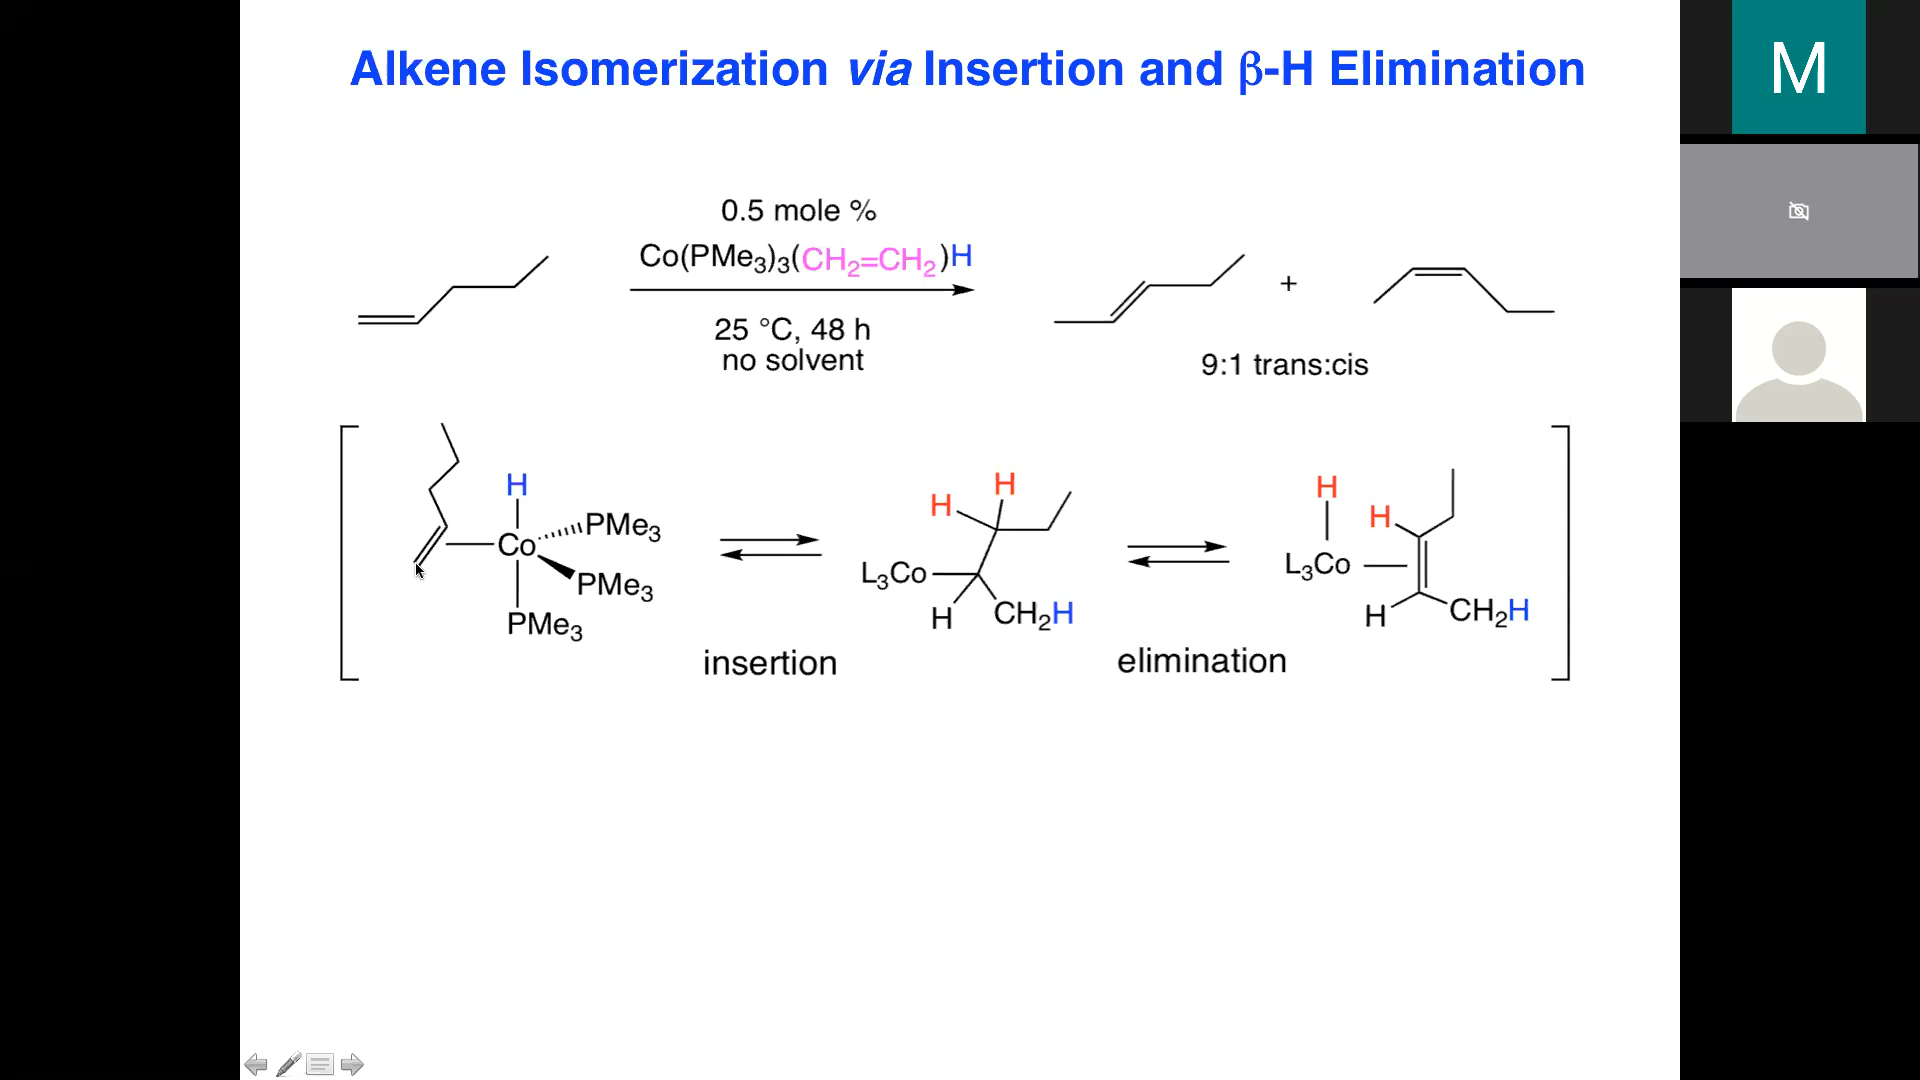 Alkene Isomerization via Insertion and β-H Elimination
M
0.5 mole %
Co(PMe3)3(CH2=CH2)H
25 °C, 48 h
no solvent
+
9:1 trans:cis
H
Co
PMe3
PMe3
PMe3
insertion
H
H
L3Co
H
CH2H
elimination
H
H
L3Co
H
CH2H